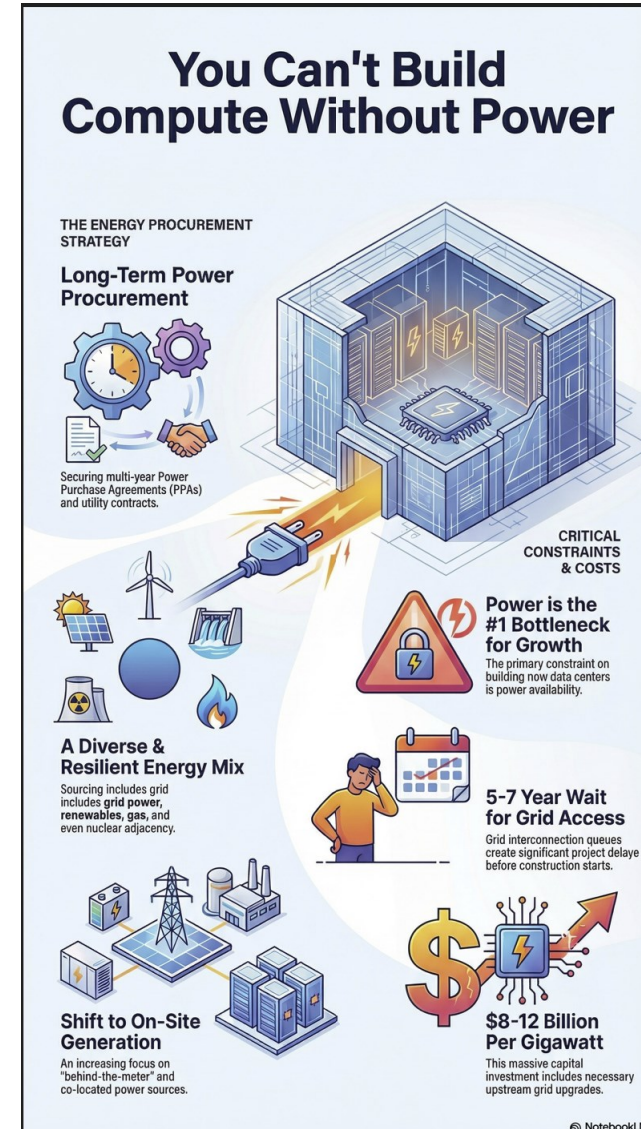 You Can't Build
Compute Without Power
THE ENERGY PROCUREMENT
STRATEGY
Long-Term Power
Procurement
Securing multi-year Power
Purchase Agreements (PPAs)
and utility contracts.
A Diverse &
Resilient Energy Mix
Sourcing includes grid
includes grid power,
renewables, gas, and
even nuclear adjacency.
Shift to On-Site
Generation
An increasing focus on
"behind-the-meter" and
co-located power sources.
CRITICAL
CONSTRAINTS
& COSTS
Power is the
#1 Bottleneck
for Growth
The primary constraint on
building now data centers
is power availability.
5-7 Year Wait
for Grid Access
Grid interconnection queues
create significant project delaye
before construction starts.
$8-12 Billion
Per Gigawatt
This massive capital
investment includes necessary
upstream grid upgrades.